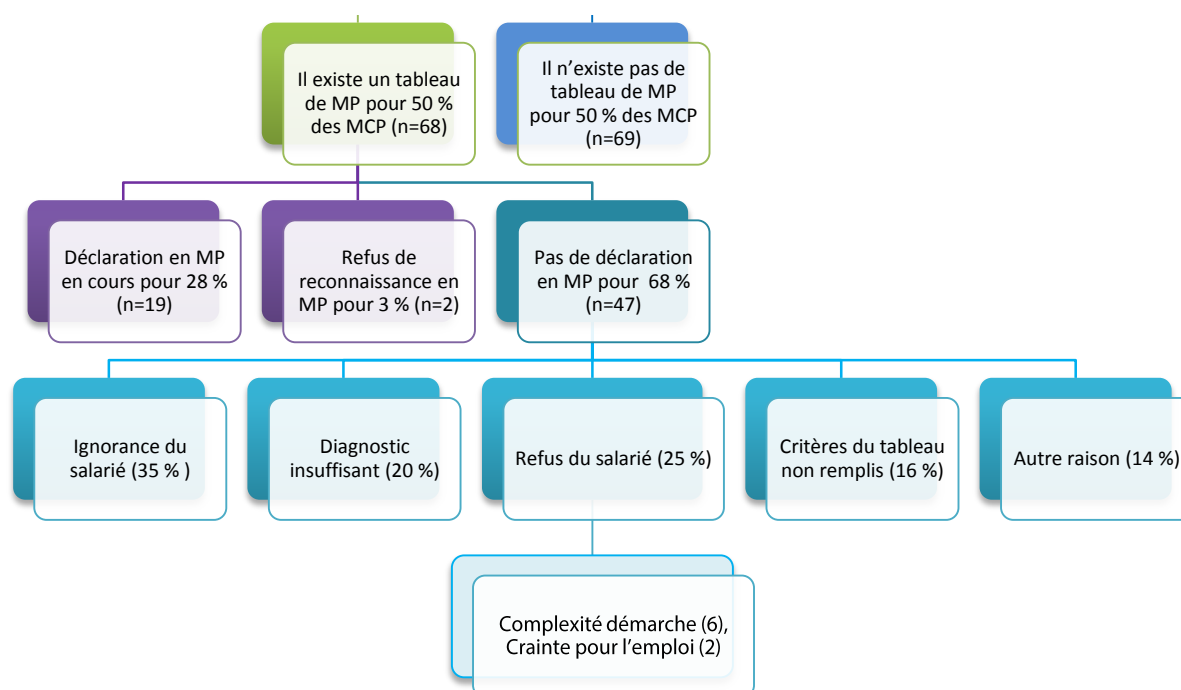 Il existe un tableau
de MP pour 50 %
des MCP (n=68)
Il n’existe pas de
tableau de MP
pour 50 % des MCP
(n=69)
Déclaration en MP
en cours pour 28 %
(n=19)
Refus de
reconnaissance en
MP pour 3 % (n=2)
Pas de déclaration
en MP pour 68 %
(n=47)
Ignorance du
salarié (35 % )
Diagnostic
insuffisant (20 %)
Refus du salarié (25 %)
Critères du tableau
non remplis (16 %)
Autre raison (14 %)
Complexité démarche (6),
Crainte pour l’emploi (2)